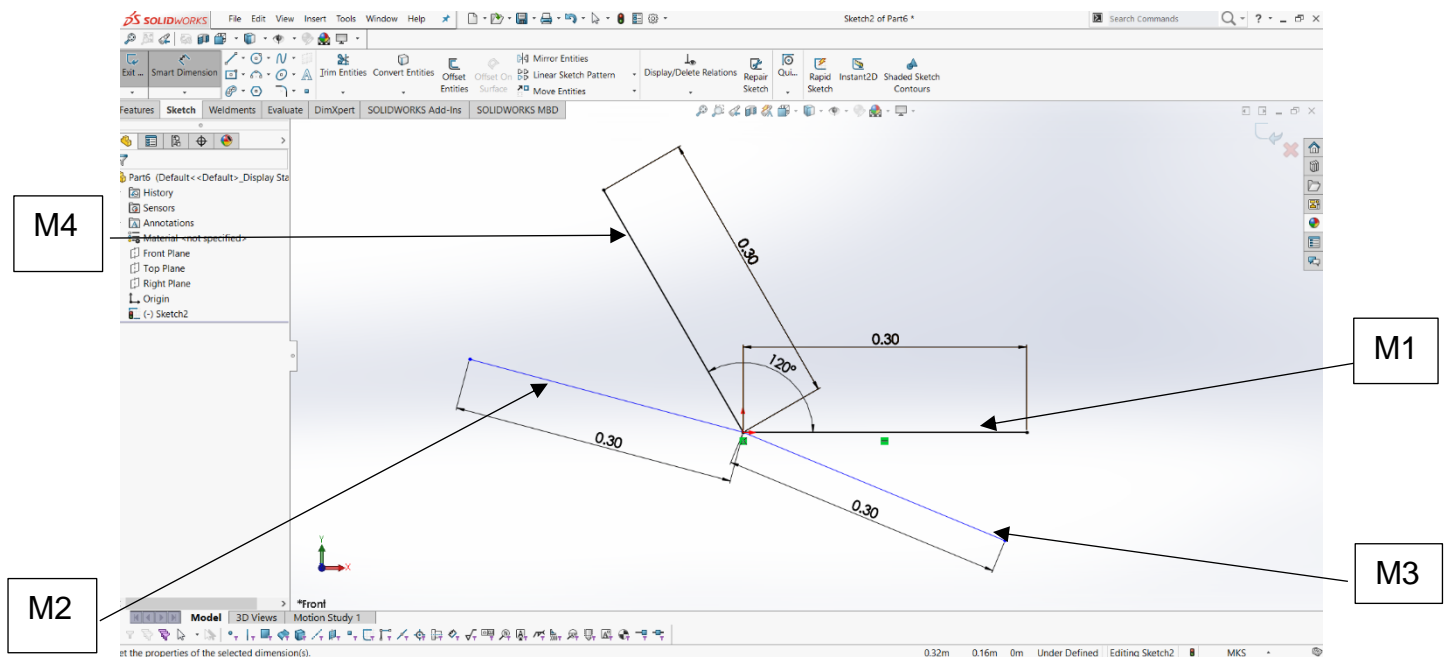 SOLIDWORKS File Edit View Insert Tools Window Help Sketch2 of Part6 * Search Commands ?
Exit ... Smart Dimension Trim Entities Convert Entities Offset Entities Offset On Surface Mirror Entities Linear Sketch Pattern Move Entities Display/Delete Relations Repair Sketch Qui... Rapid Sketch Instant2D Shaded Sketch Contours
Features Sketch Weldments Evaluate DimXpert SOLIDWORKS Add-Ins SOLIDWORKS MBD
Part6 (Default<<Default>_Display Sta
History
Sensors
Annotations
Material <not specified>
Front Plane
Top Plane
Right Plane
Origin
(-) Sketch2
M4
0.30
0.30
120°
M1
0.30
0.30
M3
M2
Y
X
*Front
Model 3D Views Motion Study 1
et the properties of the selected dimension(s). 0.32m 0.16m 0m Under Defined Editing Sketch2 MKS